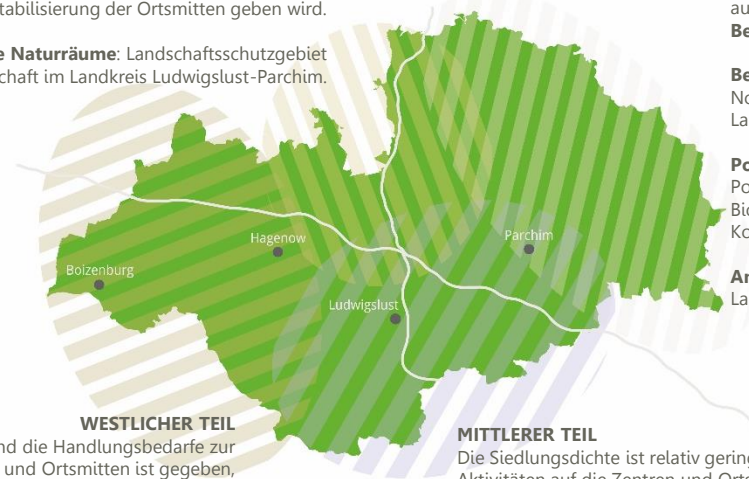 tabilisierung der Ortsmitten geben wird.
e Naturräume: Landschaftsschutzgebiet
chaft im Landkreis Ludwigslust-Parchim.
au
Be
Be
No
La
Po
Po
Bio
Ko
An
La
Hagenow
Parchim
Boizenburg
Ludwigslust
WESTLICHER TEIL
nd die Handlungsbedarfe zur
und Ortsmitten ist gegeben,
MITTLERER TEIL
Die Siedlungsdichte ist relativ gering